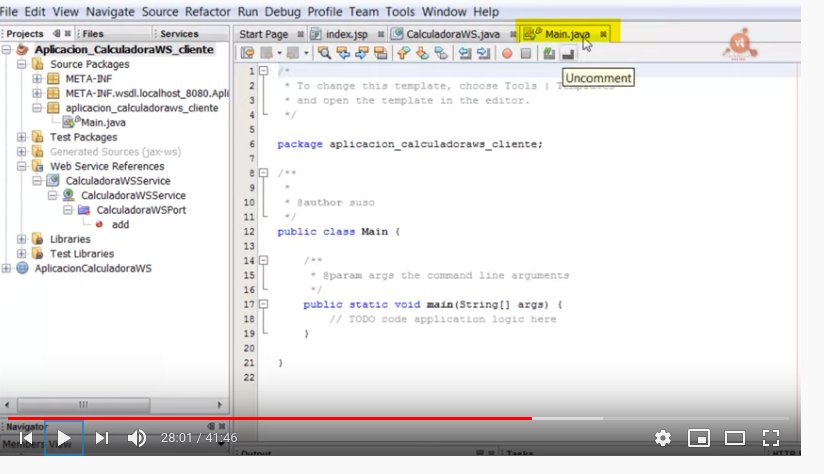 File Edit View Navigate Source Refactor Run Debug Profile Team Tools Window Help
Projects Files Services
Start Page index.jsp CalculadoraWS.java Main.java
Aplicacion_CalculadoraWS_cliente
Source Packages
META-INF
META-INF.wsdl.localhost_8080.Apli
aplicacion_calculadoraws_cliente
Main.java
Test Packages
Generated Sources (jax-ws)
Web Service References
CalculadoraWSService
CalculadoraWSService
CalculadoraWSPort
add
Libraries
Test Libraries
AplicacionCalculadoraWS
Uncomment
1 /*
2 * To change this template, choose Tools | Templates
3 * and open the template in the editor.
4 */
5
6 package aplicacion_calculadoraws_cliente;
7
8 /**
9 *
10 * @author suso
11 */
12 public class Main {
13
14 /**
15 * @param args the command line arguments
16 */
17 public static void main(String[] args) {
18 // TODO code application logic here
19 }
20
21 }
22
Navigator
Members View
28:01 / 41:46
Output
Tasks